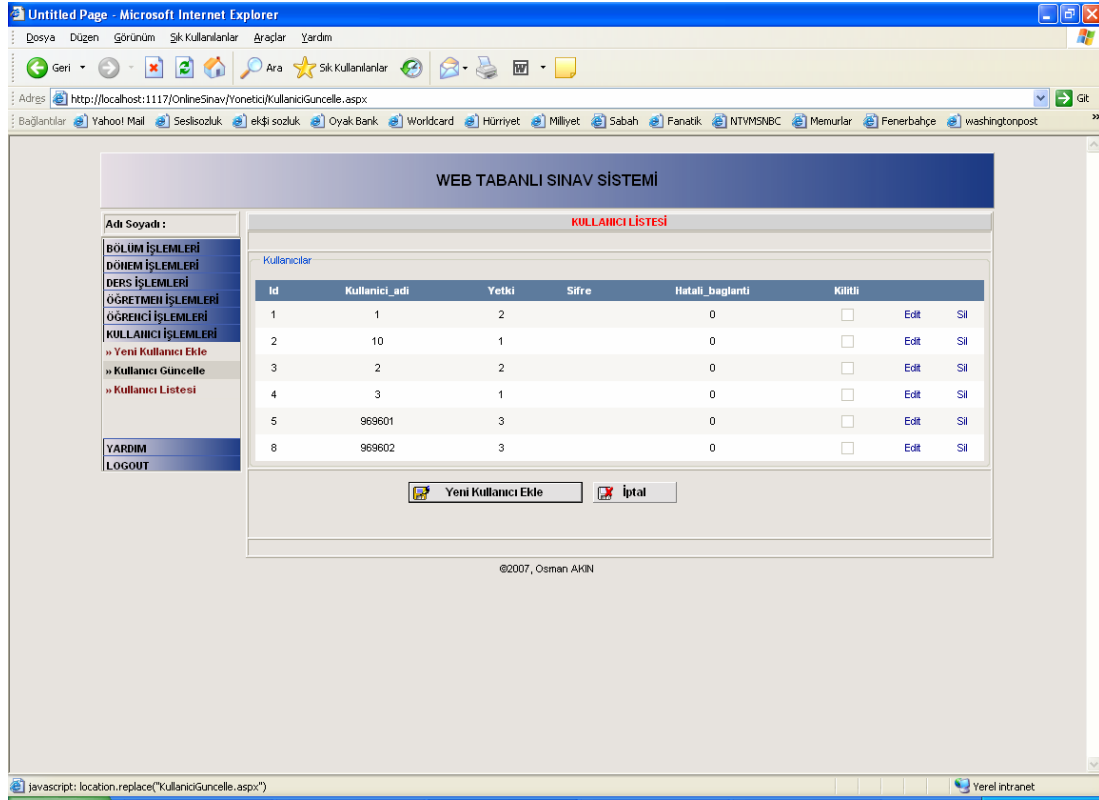 Untitled Page - Microsoft Internet Explorer
Dosya Düzen Görünüm Sık Kullanılanlar Araçlar Yardım
Geri Ara Sık Kullanılanlar
Adres http://localhost:1117/OnlineSinav/Yonetici/KullaniciGuncelle.aspx Git
Bağlantılar Yahoo! Mail Seslisozluk ek$i sozluk Oyak Bank Worldcard Hürriyet Milliyet Sabah Fanatik NTVMSNBC Memurlar Fenerbahçe washingtonpost »
WEB TABANLI SINAV SİSTEMİ
Adı Soyadı :
BÖLÜM İŞLEMLERİ
DÖNEM İŞLEMLERİ
DERS İŞLEMLERİ
ÖĞRETMEN İŞLEMLERİ
ÖĞRENCİ İŞLEMLERİ
KULLANICI İŞLEMLERİ
» Yeni Kullanıcı Ekle
» Kullanıcı Güncelle
» Kullanıcı Listesi
YARDIM
LOGOUT
KULLANICI LİSTESİ
Kullanıcılar
Id Kullanici_adi Yetki Sifre Hatali_baglanti Kilitli
1 1 2 0 Edit Sil
2 10 1 0 Edit Sil
3 2 2 0 Edit Sil
4 3 1 0 Edit Sil
5 969601 3 0 Edit Sil
8 969602 3 0 Edit Sil
Yeni Kullanıcı Ekle İptal
©2007, Osman AKIN
javascript: location.replace("KullaniciGuncelle.aspx") Yerel intranet